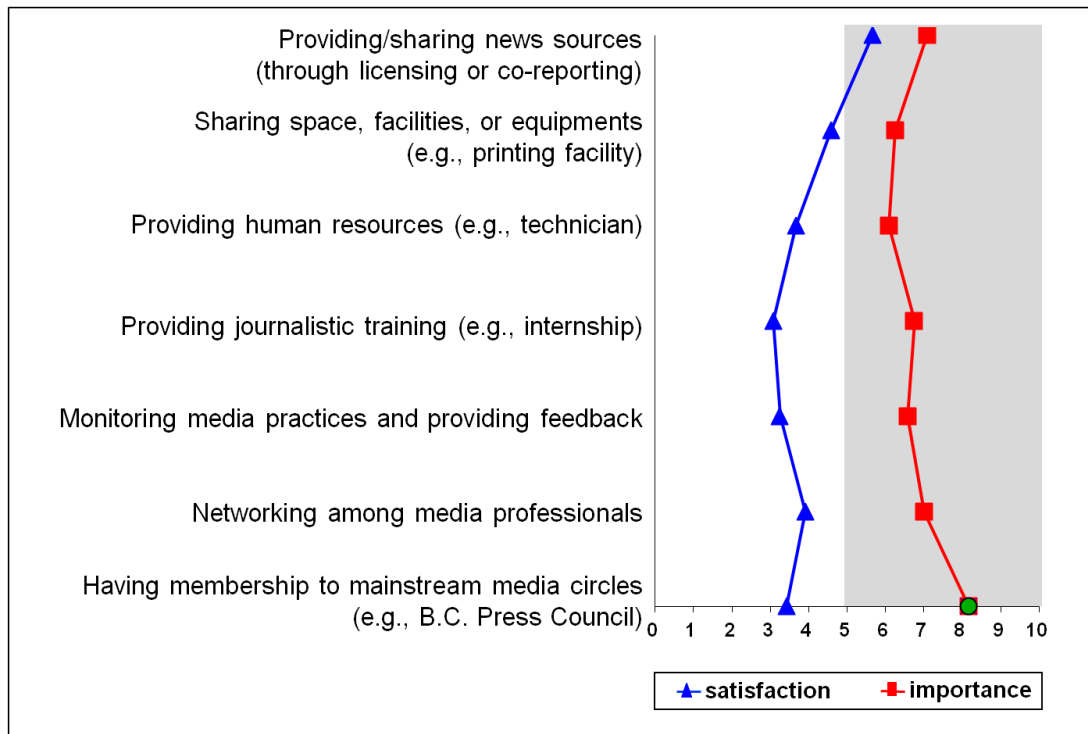 Providing/sharing news sources
(through licensing or co-reporting)
Sharing space, facilities, or equipments
(e.g., printing facility)
Providing human resources (e.g., technician)
Providing journalistic training (e.g., internship)
Monitoring media practices and providing feedback
Networking among media professionals
Having membership to mainstream media circles
(e.g., B.C. Press Council)
0 1 2 3 4 5 6 7 8 9 10
satisfaction importance